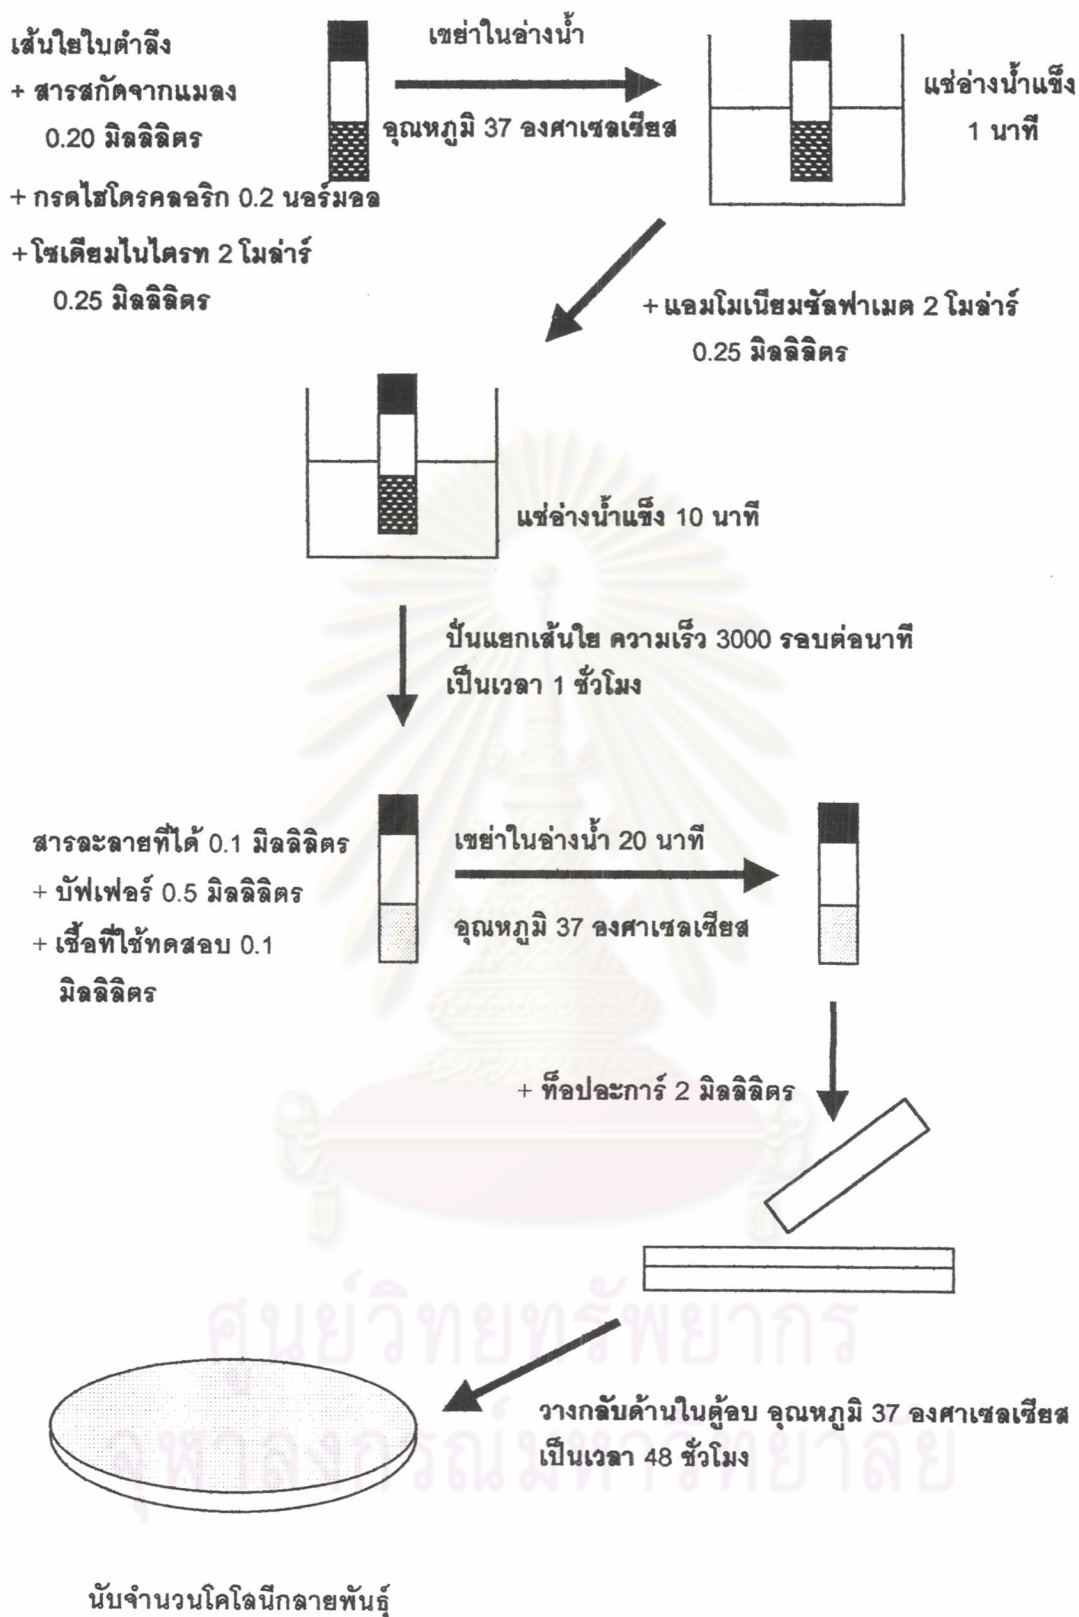 เส้นใยใบตำลึง
+ สารสกัดจากแมลง
0.20 มิลลิลิตร
+ กรดไฮโดรคลอริก 0.2 นอร์มอล
+ โซเดียมไนไตรท 2 โมล่าร์
0.25 มิลลิลิตร
เขย่าในอ่างน้ำ
อุณหภูมิ 37 องศาเซลเซียส
แช่อ่างน้ำแข็ง
1 นาที
+ แอมโมเนียมซัลฟาเมต 2 โมล่าร์
0.25 มิลลิลิตร
แช่อ่างน้ำแข็ง 10 นาที
ปั่นแยกเส้นใย ความเร็ว 3000 รอบต่อนาที
เป็นเวลา 1 ชั่วโมง
สารละลายที่ได้ 0.1 มิลลิลิตร
+ บัฟเฟอร์ 0.5 มิลลิลิตร
+ เชื้อที่ใช้ทดสอบ 0.1
มิลลิลิตร
เขย่าในอ่างน้ำ 20 นาที
อุณหภูมิ 37 องศาเซลเซียส
+ ท็อปอะการ์ 2 มิลลิลิตร
วางกลับด้านในตู้อบ อุณหภูมิ 37 องศาเซลเซียส
เป็นเวลา 48 ชั่วโมง
นับจำนวนโคโลนีกลายพันธุ์
ศูนย์วิทยทรัพยากร
จุฬาลงกรณ์มหาวิทยาลัย